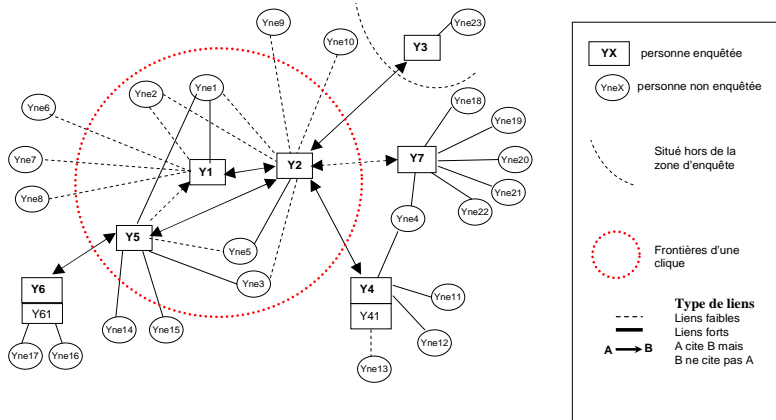 Yne9
Yne10
Y3
Yne23
Yne2
Yne1
Yne6
Yne18
Yne19
Yne7
Y1
Y2
Y7
Yne20
Yne8
Yne21
Yne22
Yne4
Y5
Yne5
Yne3
Y6
Y61
Y4
Y41
Yne11
Yne14
Yne15
Yne12
Yne17
Yne16
Yne13
YX personne enquêtée
YneX personne non enquêtée
Situé hors de la
zone d'enquête
Frontières d'une
clique
Type de liens
Liens faibles
Liens forts
A B A cite B mais
B ne cite pas A